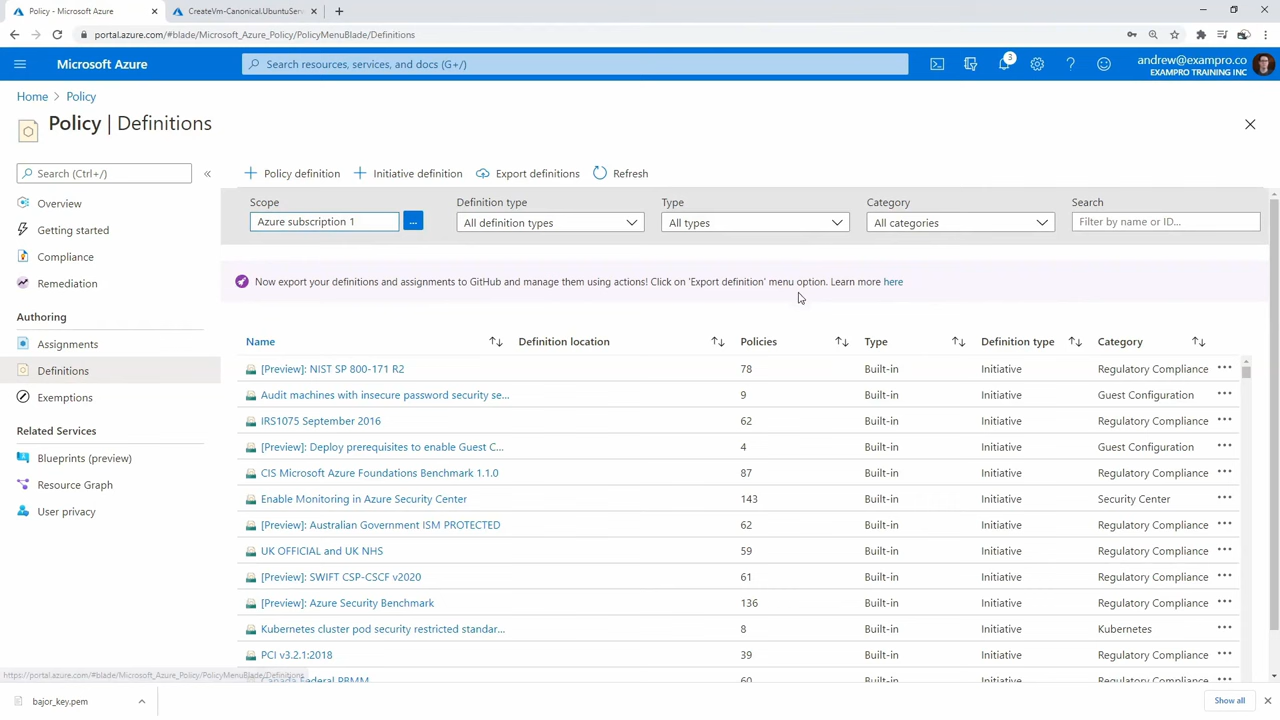 Policy - Microsoft Azure
CreateVm-Canonical.UbuntuServ
portal.azure.com/#blade/Microsoft_Azure_Policy/PolicyMenuBlade/Definitions
Microsoft Azure
Search resources, services, and docs (G+/)
3
andrew@exampro.co
EXAMPRO TRAINING INC
Home > Policy
Policy | Definitions
Search (Ctrl+/)
«
Overview
Getting started
Compliance
Remediation
Authoring
Assignments
Definitions
Exemptions
Related Services
Blueprints (preview)
Resource Graph
User privacy
+ Policy definition + Initiative definition Export definitions Refresh
Scope Definition type Type Category Search
Azure subscription 1 ... All definition types All types All categories Filter by name or ID...
Now export your definitions and assignments to GitHub and manage them using actions! Click on 'Export definition' menu option. Learn more here
Name Definition location Policies Type Definition type Category
[Preview]: NIST SP 800-171 R2 78 Built-in Initiative Regulatory Compliance ...
Audit machines with insecure password security se... 9 Built-in Initiative Guest Configuration ...
IRS1075 September 2016 62 Built-in Initiative Regulatory Compliance ...
[Preview]: Deploy prerequisites to enable Guest C... 4 Built-in Initiative Guest Configuration ...
CIS Microsoft Azure Foundations Benchmark 1.1.0 87 Built-in Initiative Regulatory Compliance ...
Enable Monitoring in Azure Security Center 143 Built-in Initiative Security Center ...
[Preview]: Australian Government ISM PROTECTED 62 Built-in Initiative Regulatory Compliance ...
UK OFFICIAL and UK NHS 59 Built-in Initiative Regulatory Compliance ...
[Preview]: SWIFT CSP-CSCF v2020 61 Built-in Initiative Regulatory Compliance ...
[Preview]: Azure Security Benchmark 136 Built-in Initiative Regulatory Compliance ...
Kubernetes cluster pod security restricted standar... 8 Built-in Initiative Kubernetes ...
PCI v3.2.1:2018 39 Built-in Initiative Regulatory Compliance ...
Canada Federal PBMM 60 Built-in Initiative Regulatory Compliance ...
https://portal.azure.com/#blade/Microsoft_Azure_Policy/PolicyMenuBlade/Definitions
bajor_key.pem
Show all